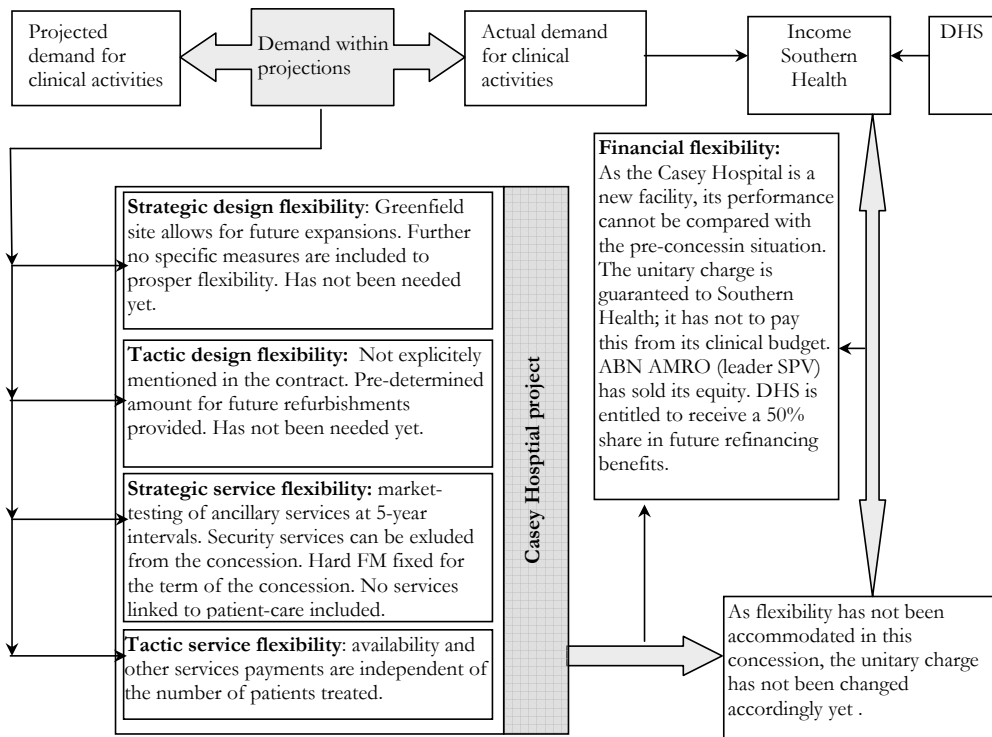 Projected
demand for
clinical activities
Demand within
projections
Actual demand
for clinical
activities
Income
Southern
Health
DHS
Strategic design flexibility: Greenfield
site allows for future expansions. Further
no specific measures are included to
prosper flexibility. Has not been needed
yet.
Tactic design flexibility: Not explicitely
mentioned in the contract. Pre-determined
amount for future refurbishments
provided. Has not been needed yet.
Strategic service flexibility: market-
testing of ancillary services at 5-year
intervals. Security services can be exluded
from the concession. Hard FM fixed for
the term of the concession. No services
linked to patient-care included.
Tactic service flexibility: availability and
other services payments are independent of
the number of patients treated.
Casey Hosptial project
Financial flexibility:
As the Casey Hospital is a
new facility, its performance
cannot be compared with
the pre-concessin situation.
The unitary charge is
guaranteed to Southern
Health; it has not to pay
this from its clinical budget.
ABN AMRO (leader SPV)
has sold its equity. DHS is
entitled to receive a 50%
share in future refinancing
benefits.
As flexibility has not been
accommodated in this
concession, the unitary charge
has not been changed
accordingly yet .